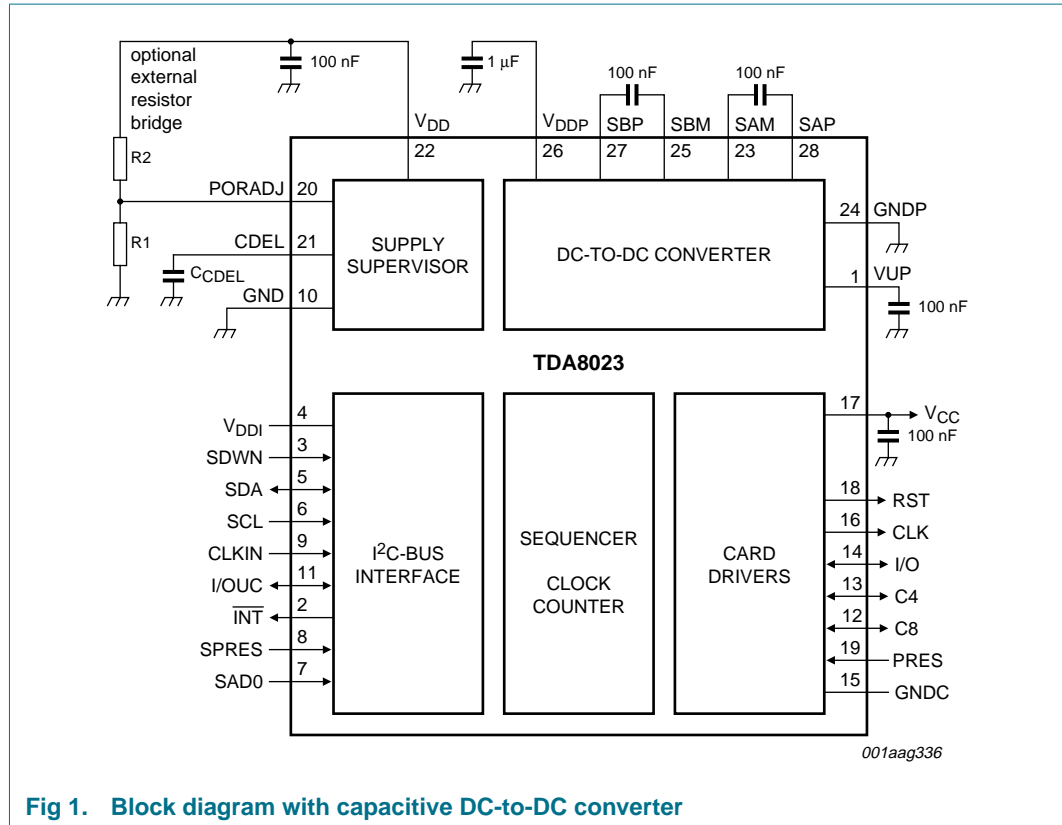 optional
external
resistor
bridge
100 nF
1 μF
100 nF
100 nF
VDD
VDDP
SBP
SBM
SAM
SAP
22
26
27
25
23
28
R2
PORADJ
20
R1
CDEL
21
CCDEL
GND
10
SUPPLY
SUPERVISOR
DC-TO-DC CONVERTER
24
GNDP
1
VUP
100 nF
TDA8023
VDDI
4
SDWN
3
SDA
5
SCL
6
CLKIN
9
I/OUC
11
INT
2
SPRES
8
SAD0
7
I2C-BUS
INTERFACE
SEQUENCER
CLOCK
COUNTER
CARD
DRIVERS
17
VCC
100 nF
18
RST
16
CLK
14
I/O
13
C4
12
C8
19
PRES
15
GNDC
001aag336
Fig 1. Block diagram with capacitive DC-to-DC converter